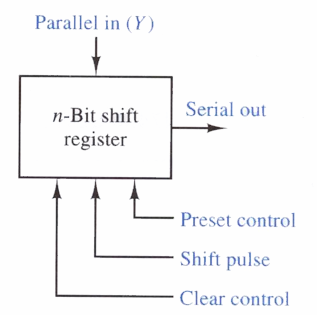 Parallel in (Y)
n-Bit shift
register
Serial out
Preset control
Shift pulse
Clear control